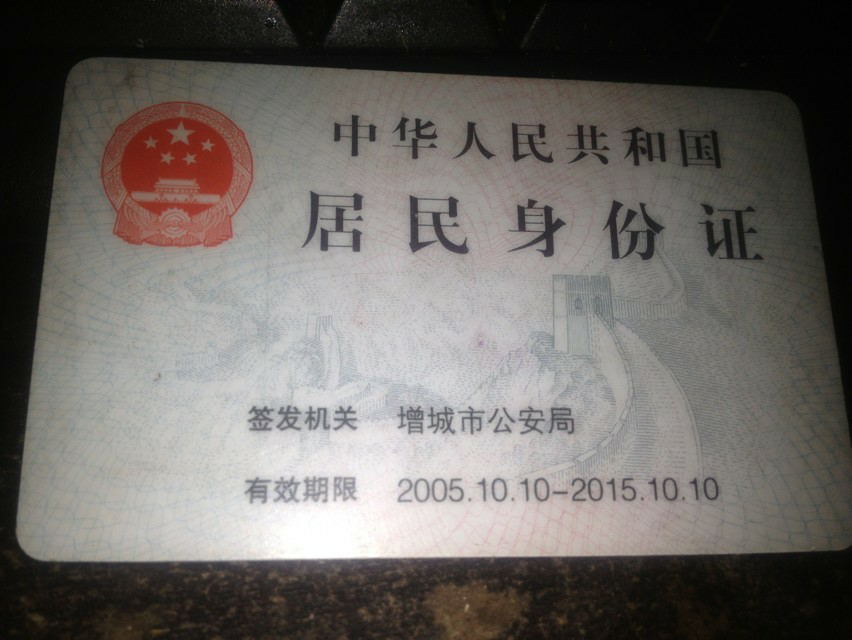 中华人民共和国
居民身份证
签发机关 增城市公安局
有效期限 2005.10.10-2015.10.10